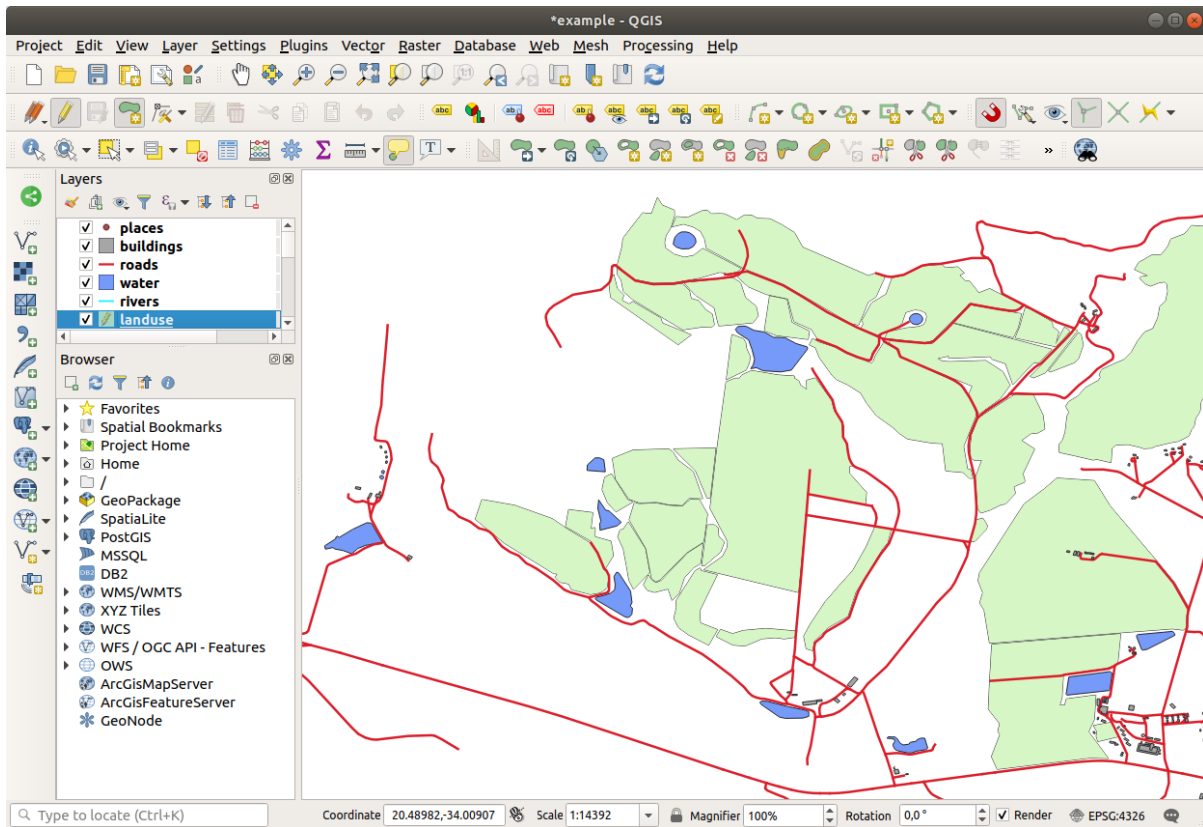 *example - QGIS
Project Edit View Layer Settings Plugins Vector Raster Database Web Mesh Processing Help
Layers
places
buildings
roads
water
rivers
landuse
Browser
Favorites
Spatial Bookmarks
Project Home
Home
/
GeoPackage
SpatiaLite
PostGIS
MSSQL
DB2
WMS/WMTS
XYZ Tiles
WCS
WFS / OGC API - Features
OWS
ArcGisMapServer
ArcGisFeatureServer
GeoNode
Type to locate (Ctrl+K) Coordinate 20.48982,-34.00907 Scale 1:14392 Magnifier 100% Rotation 0,0° Render EPSG:4326